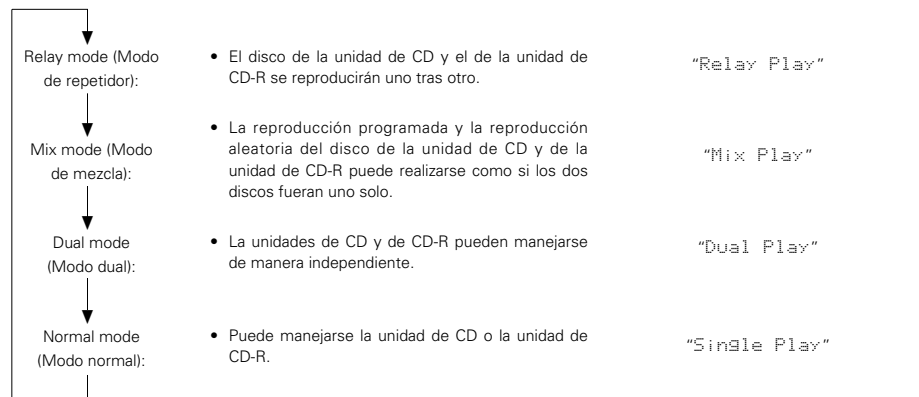 Relay mode (Modo
de repetidor):
• El disco de la unidad de CD y el de la unidad de
CD-R se reproducirán uno tras otro.
“Relay Play”
Mix mode (Modo
de mezcla):
• La reproducción programada y la reproducción
aleatoria del disco de la unidad de CD y de la
unidad de CD-R puede realizarse como si los dos
discos fueran uno solo.
“Mix Play”
Dual mode
(Modo dual):
• La unidades de CD y de CD-R pueden manejarse
de manera independiente.
“Dual Play”
Normal mode
(Modo normal):
• Puede manejarse la unidad de CD o la unidad de
CD-R.
“Single Play”